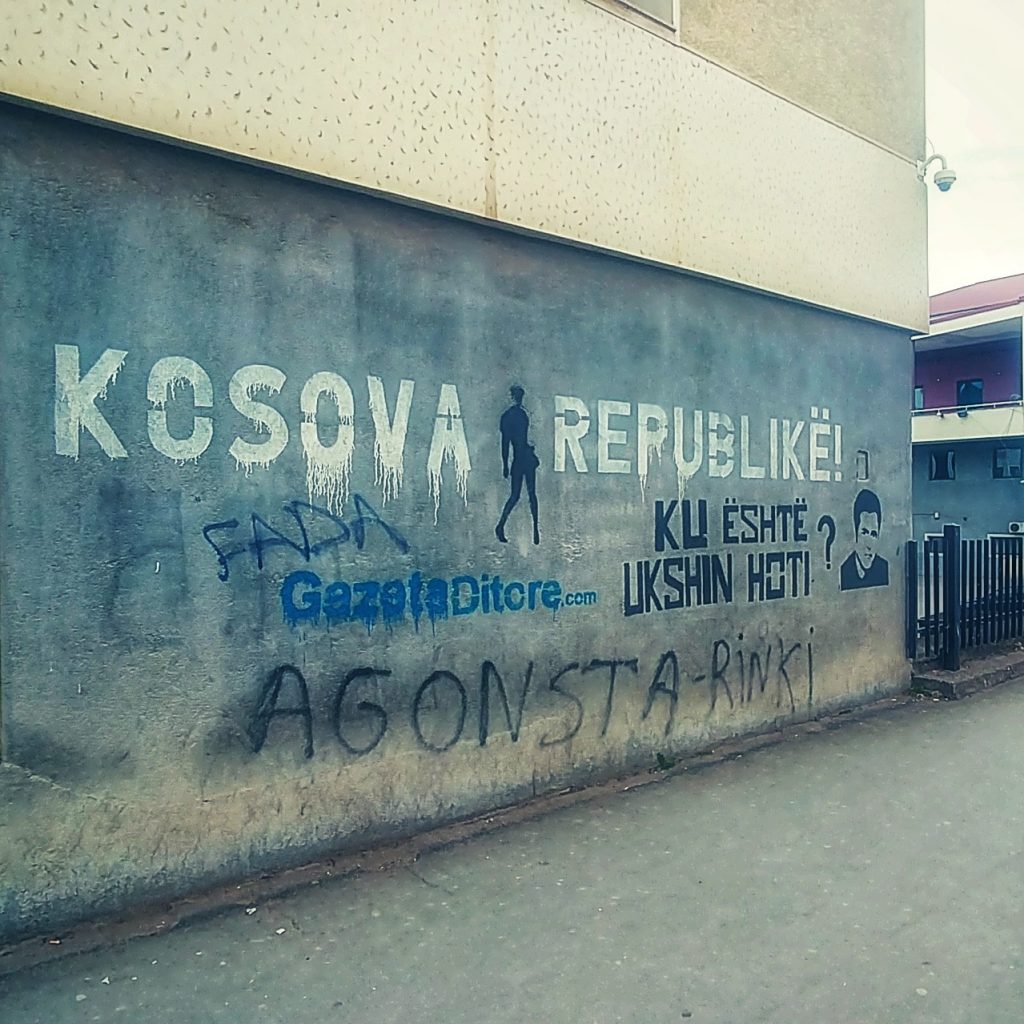 KOSOVA REPUBLIKË!
KU ËSHTË
UKSHIN HOTI ?
FADA
GazetaDitore.com
AGONSTA-RiNKi